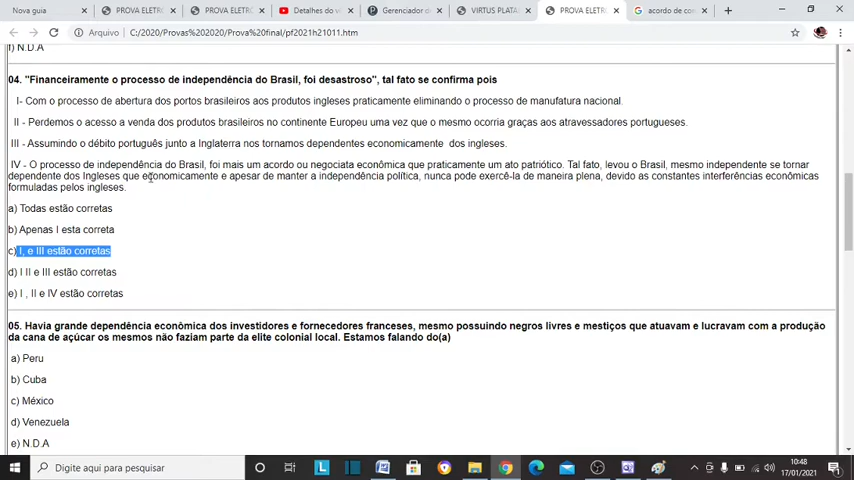 Nova guia
PROVA ELETRÔ
PROVA ELETRÔ
Detalhes do ví
Gerenciador de
VIRTUS PLATAF
PROVA ELETRÔ
acordo de con
Arquivo
C:/2020/Provas%202020/Prova%20final/pf2021h21011.htm
f) N.D.A
04. "Financeiramente o processo de independência do Brasil, foi desastroso", tal fato se confirma pois
I- Com o processo de abertura dos portos brasileiros aos produtos ingleses praticamente eliminando o processo de manufatura nacional.
II - Perdemos o acesso a venda dos produtos brasileiros no continente Europeu uma vez que o mesmo ocorria graças aos atravessadores portugueses.
III - Assumindo o débito português junto a Inglaterra nos tornamos dependentes economicamente dos ingleses.
IV - O processo de independência do Brasil, foi mais um acordo ou negociata econômica que praticamente um ato patriótico. Tal fato, levou o Brasil, mesmo independente se tornar
dependente dos Ingleses que economicamente e apesar de manter a independência política, nunca pode exercê-la de maneira plena, devido as constantes interferências econômicas
formuladas pelos ingleses.
a) Todas estão corretas
b) Apenas I esta correta
c) I, e III estão corretas
d) I II e III estão corretas
e) I , II e IV estão corretas
05. Havia grande dependência econômica dos investidores e fornecedores franceses, mesmo possuindo negros livres e mestiços que atuavam e lucravam com a produção
da cana de açúcar os mesmos não faziam parte da elite colonial local. Estamos falando do(a)
a) Peru
b) Cuba
c) México
d) Venezuela
e) N.D.A
Digite aqui para pesquisar
10:48
17/01/2021